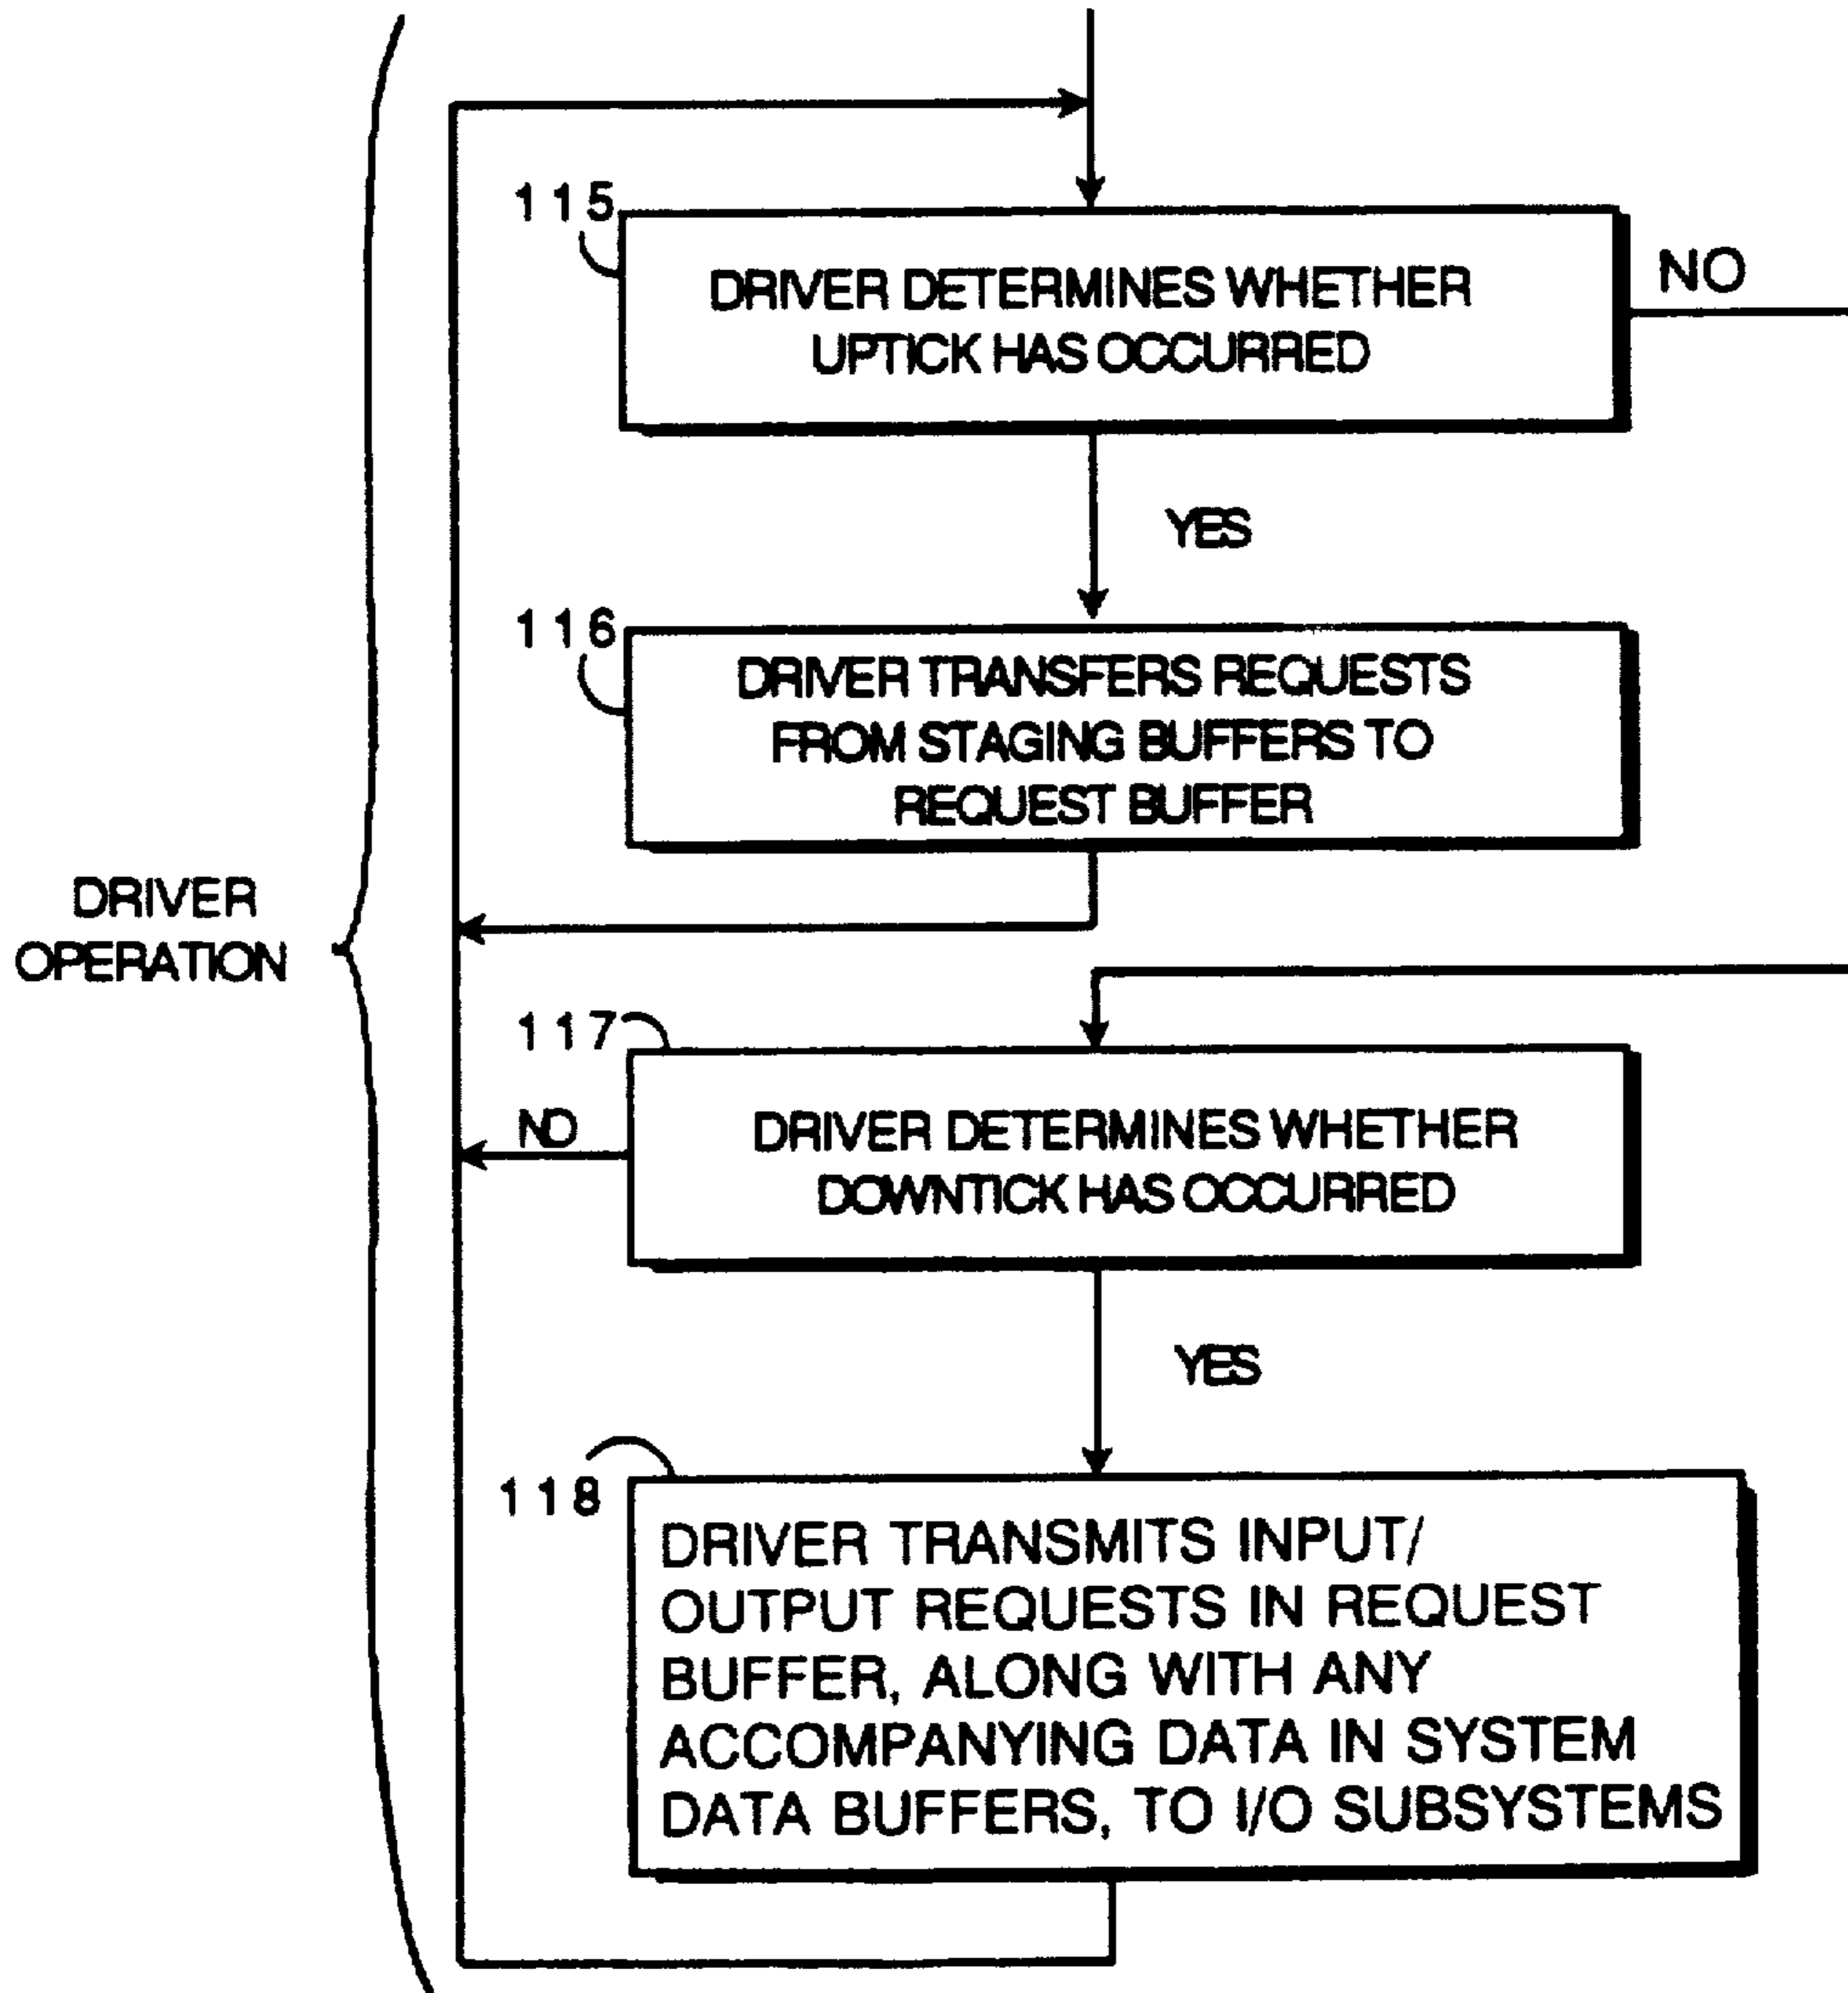 115
DRIVER DETERMINES WHETHER
UPTICK HAS OCCURRED
NO
YES
116
DRIVER TRANSFERS REQUESTS
FROM STAGING BUFFERS TO
REQUEST BUFFER
DRIVER
OPERATION
117
NO
DRIVER DETERMINES WHETHER
DOWNTICK HAS OCCURRED
YES
118
DRIVER TRANSMITS INPUT/
OUTPUT REQUESTS IN REQUEST
BUFFER, ALONG WITH ANY
ACCOMPANYING DATA IN SYSTEM
DATA BUFFERS, TO I/O SUBSYSTEMS